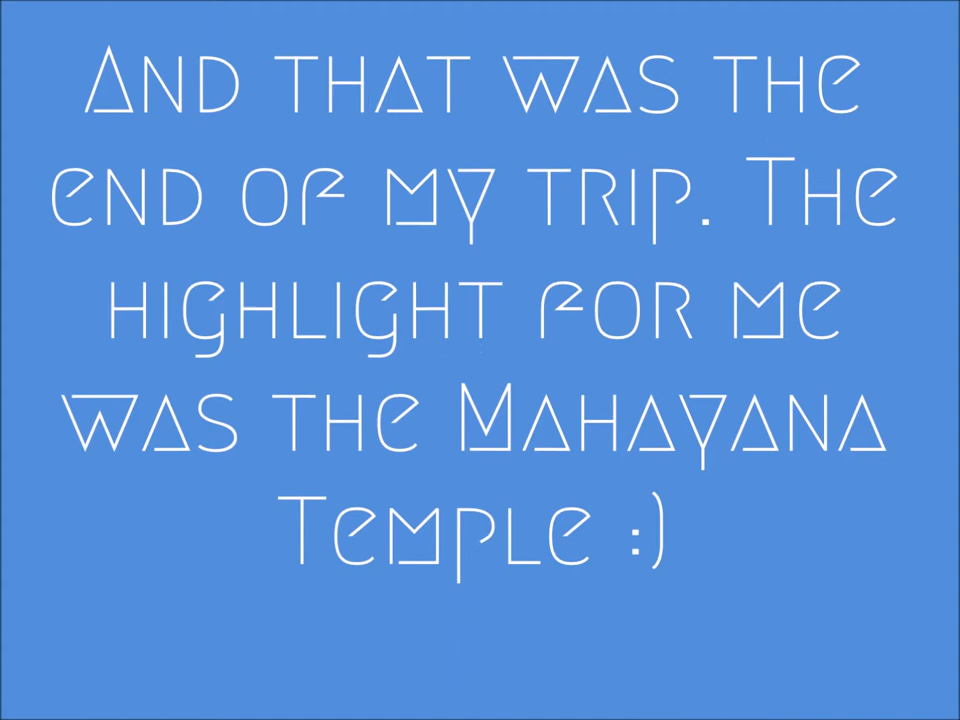 And that was the
end of my trip. The
highlight for me
was the Mahayana
Temple :)